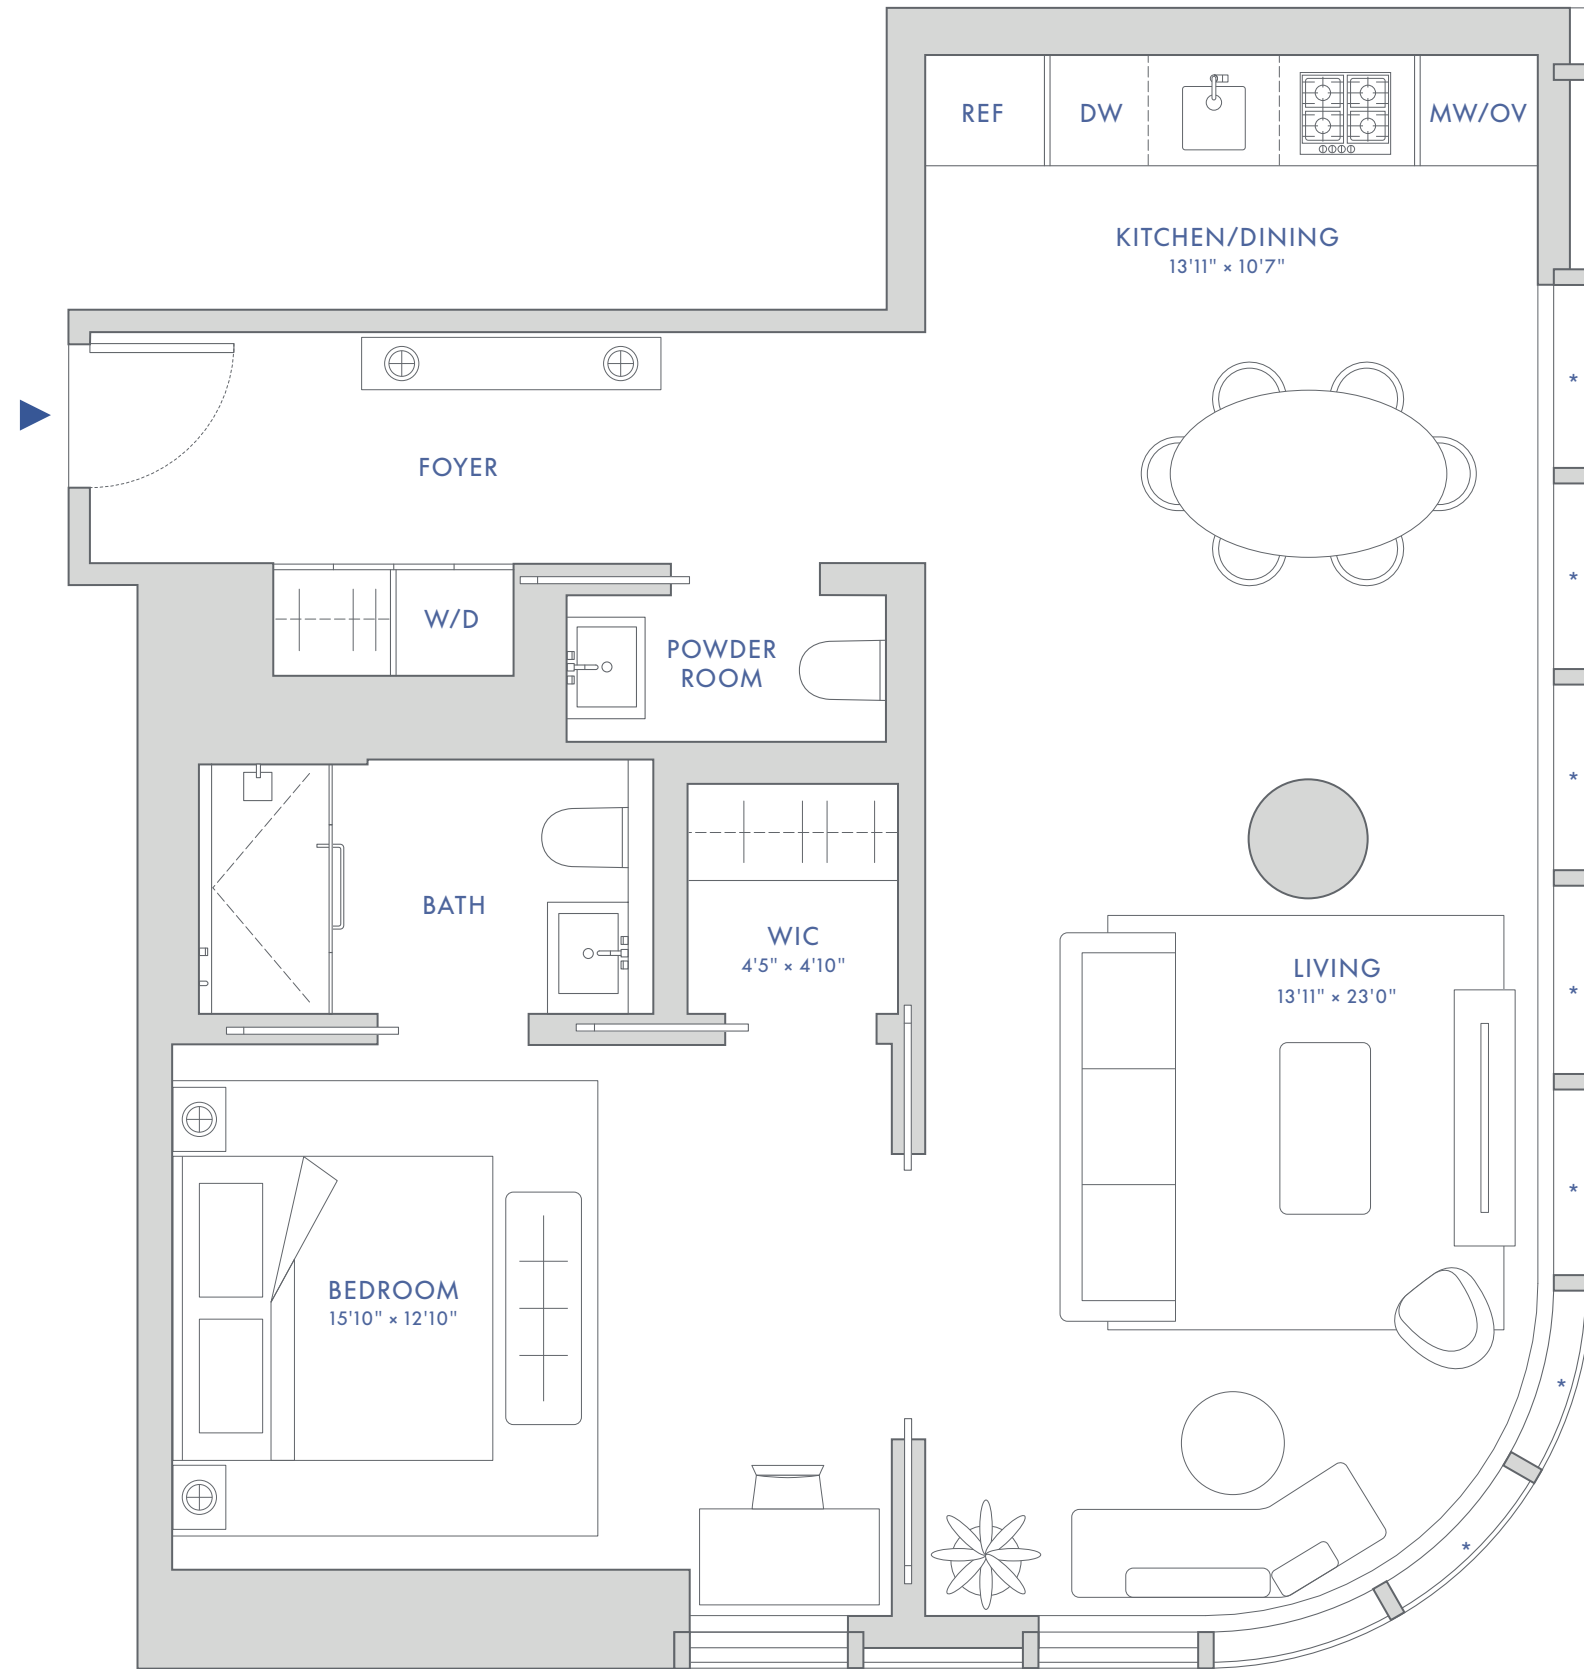 REF
DW
MW/OV
KITCHEN/DINING
13'11" × 10'7"
*
FOYER
*
W/D
POWDER
ROOM
*
BATH
WIC
4'5" × 4'10"
LIVING
13'11" × 23'0"
*
*
BEDROOM
15'10" × 12'10"
*
*